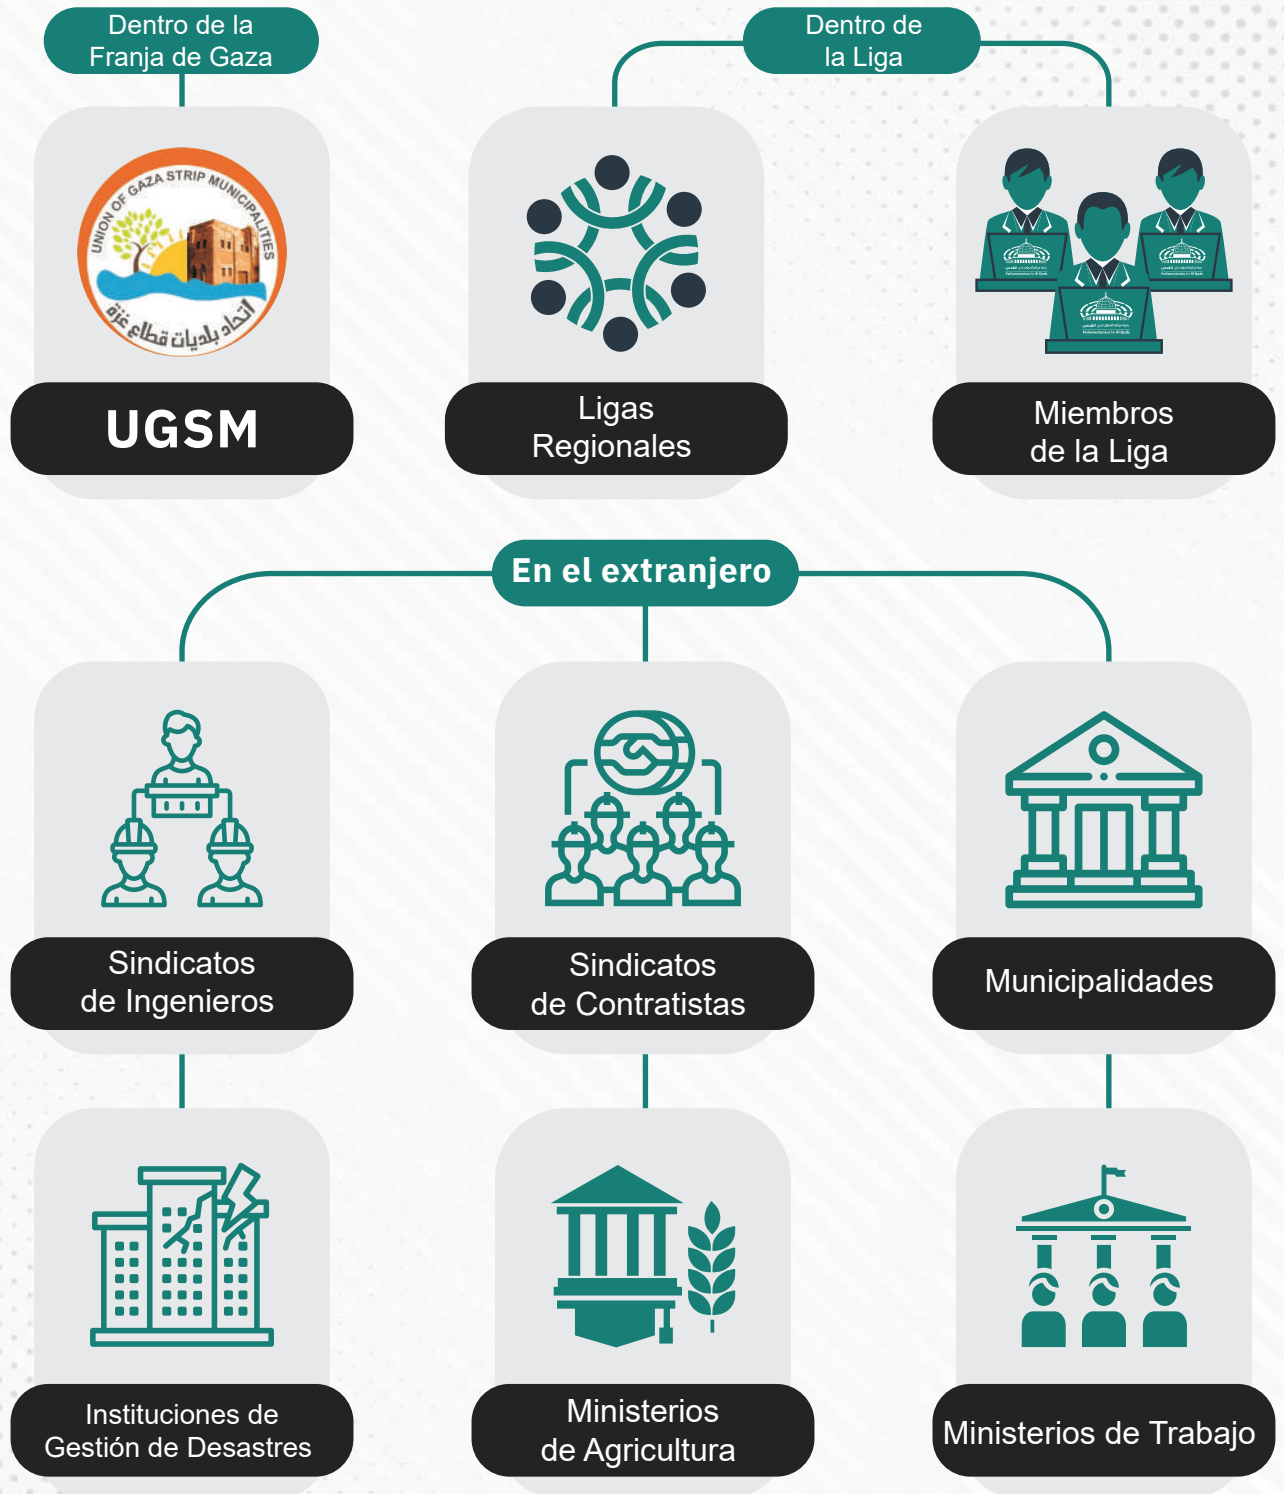 Dentro de la
Franja de Gaza
Dentro de
la Liga
UNION OF GAZA STRIP MUNICIPALITIES
اتحاد بلديات قطاع غزة
UGSM
Ligas
Regionales
Miembros
de la Liga
En el extranjero
Sindicatos
de Ingenieros
Sindicatos
de Contratistas
Municipalidades
Instituciones de
Gestión de Desastres
Ministerios
de Agricultura
Ministerios de Trabajo